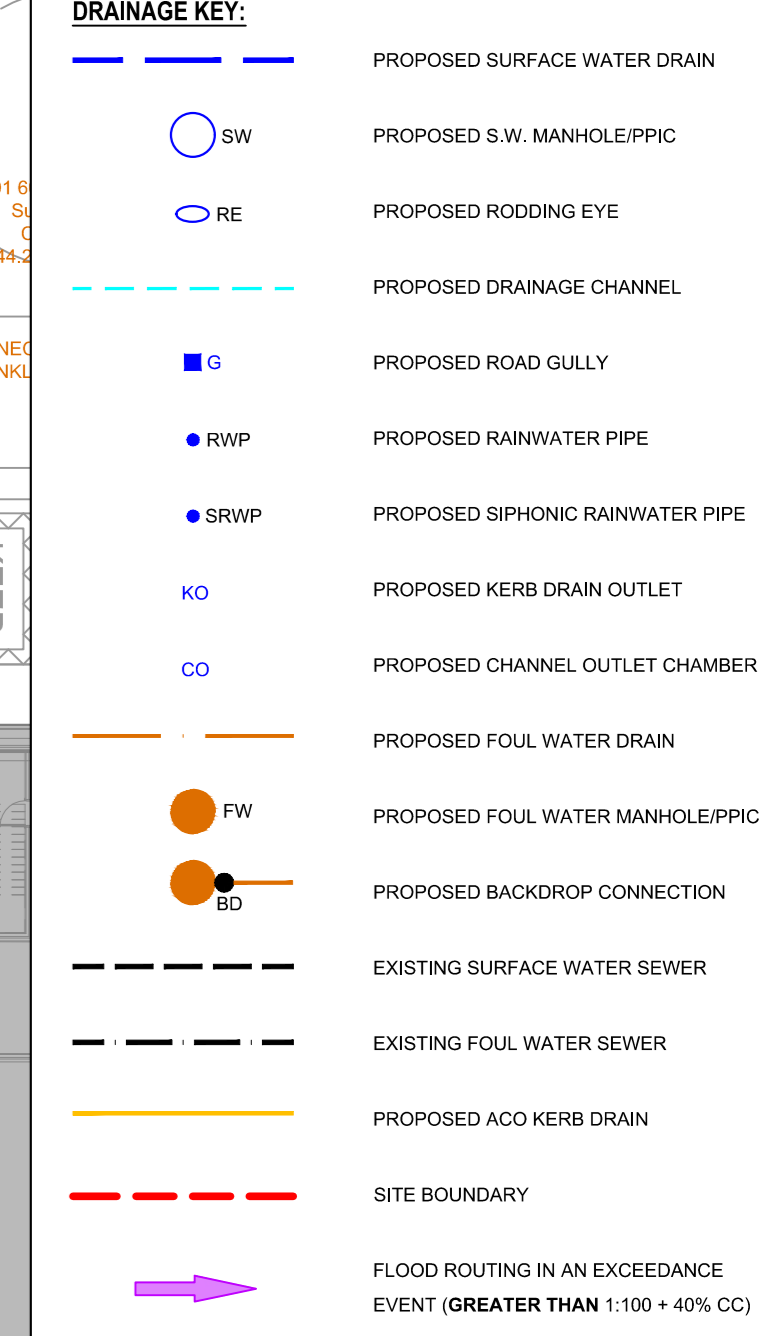 DRAINAGE KEY:
PROPOSED SURFACE WATER DRAIN
SW PROPOSED S.W. MANHOLE/PPIC
RE PROPOSED RODDING EYE
PROPOSED DRAINAGE CHANNEL
G PROPOSED ROAD GULLY
RWP PROPOSED RAINWATER PIPE
SRWP PROPOSED SIPHONIC RAINWATER PIPE
KO PROPOSED KERB DRAIN OUTLET
CO PROPOSED CHANNEL OUTLET CHAMBER
PROPOSED FOUL WATER DRAIN
FW PROPOSED FOUL WATER MANHOLE/PPIC
BD PROPOSED BACKDROP CONNECTION
EXISTING SURFACE WATER SEWER
EXISTING FOUL WATER SEWER
PROPOSED ACO KERB DRAIN
SITE BOUNDARY
FLOOD ROUTING IN AN EXCEEDANCE
EVENT (GREATER THAN 1:100 + 40% CC)